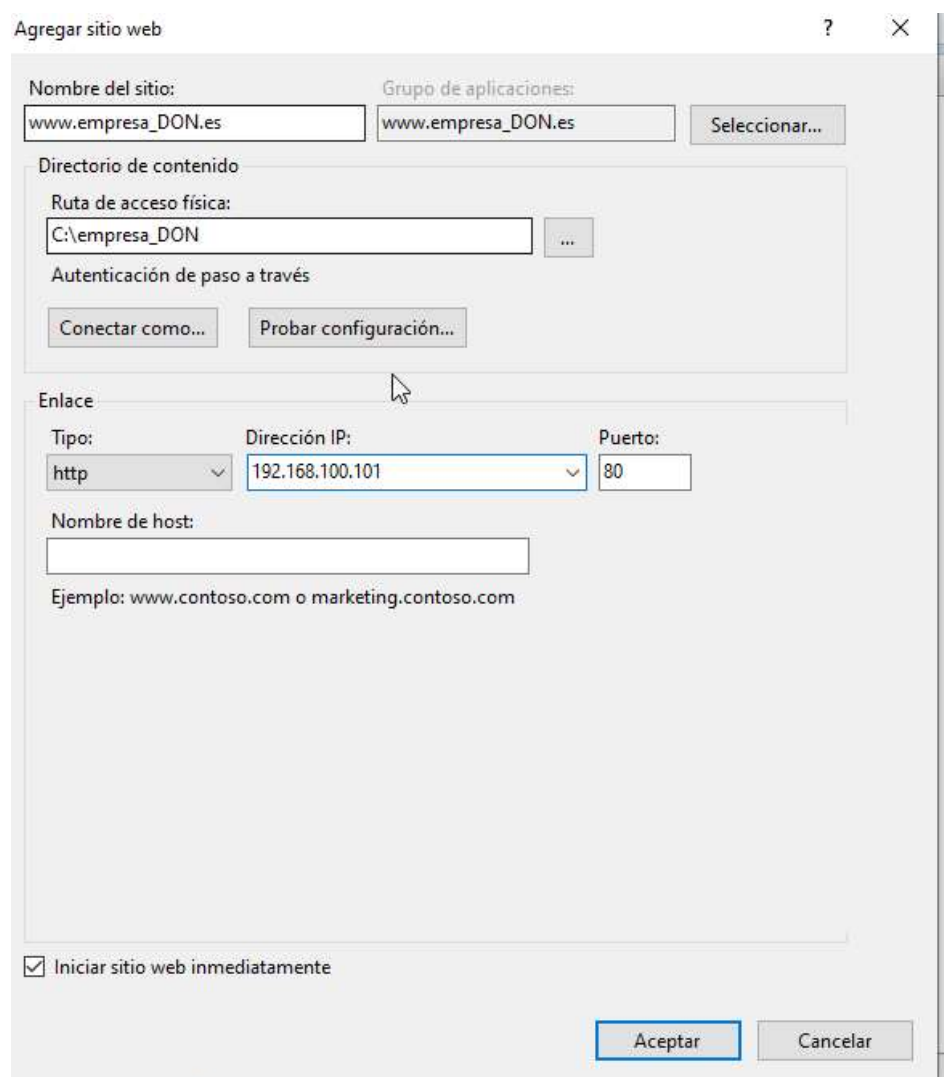 Agregar sitio web ? ×
Nombre del sitio: Grupo de aplicaciones:
www.empresa_DON.es www.empresa_DON.es Seleccionar...
Directorio de contenido
Ruta de acceso física:
C:\empresa_DON ...
Autenticación de paso a través
Conectar como... Probar configuración...
Enlace
Tipo: Dirección IP: Puerto:
http 192.168.100.101 80
Nombre de host:
Ejemplo: www.contoso.com o marketing.contoso.com
Iniciar sitio web inmediatamente
Aceptar Cancelar